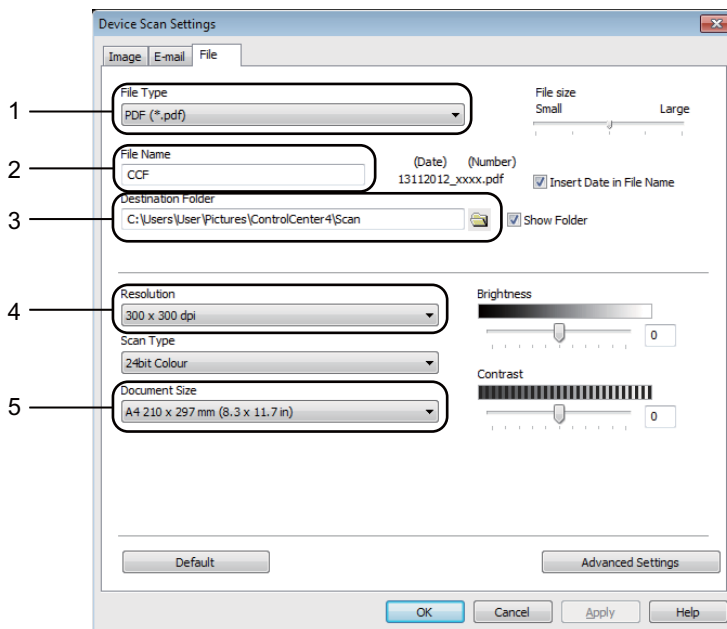 Device Scan Settings
Image E-mail File
File Type
PDF (*.pdf)
File size
Small Large
1
File Name
CCF
(Date) (Number)
13112012_xxxx.pdf
Insert Date in File Name
2
Destination Folder
C:\Users\User\Pictures\ControlCenter4\Scan
Show Folder
3
Resolution
300 x 300 dpi
4
Brightness
0
Scan Type
24bit Colour
Contrast
0
Document Size
A4 210 x 297 mm (8.3 x 11.7 in)
5
Default Advanced Settings
OK Cancel Apply Help